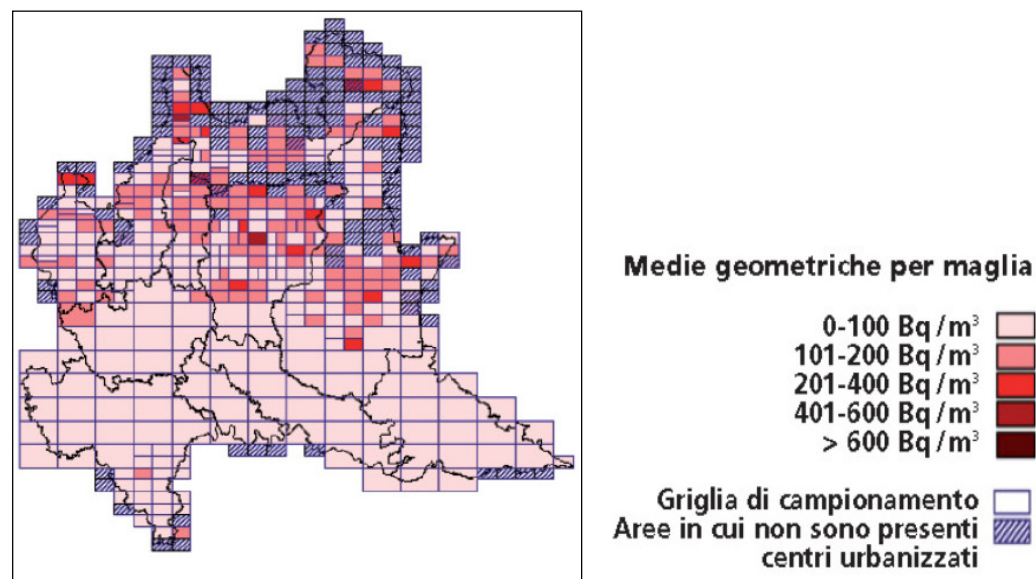 Medie geometriche per maglia
0-100 Bq/m³
101-200 Bq/m³
201-400 Bq/m³
401-600 Bq/m³
> 600 Bq/m³
Griglia di campionamento
Aree in cui non sono presenti
centri urbanizzati